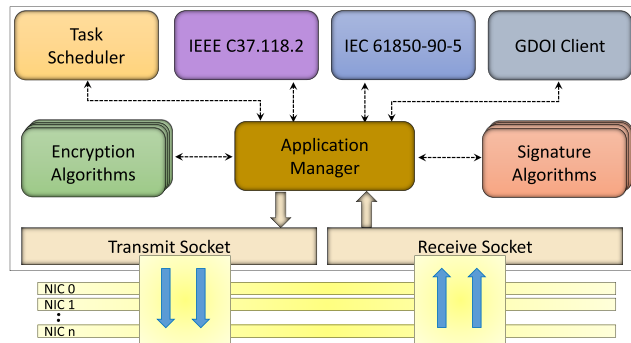 Task
Scheduler
IEEE C37.118.2
IEC 61850-90-5
GDOI Client
Encryption
Algorithms
Application
Manager
Signature
Algorithms
Transmit Socket
Receive Socket
NIC 0
NIC 1
NIC n